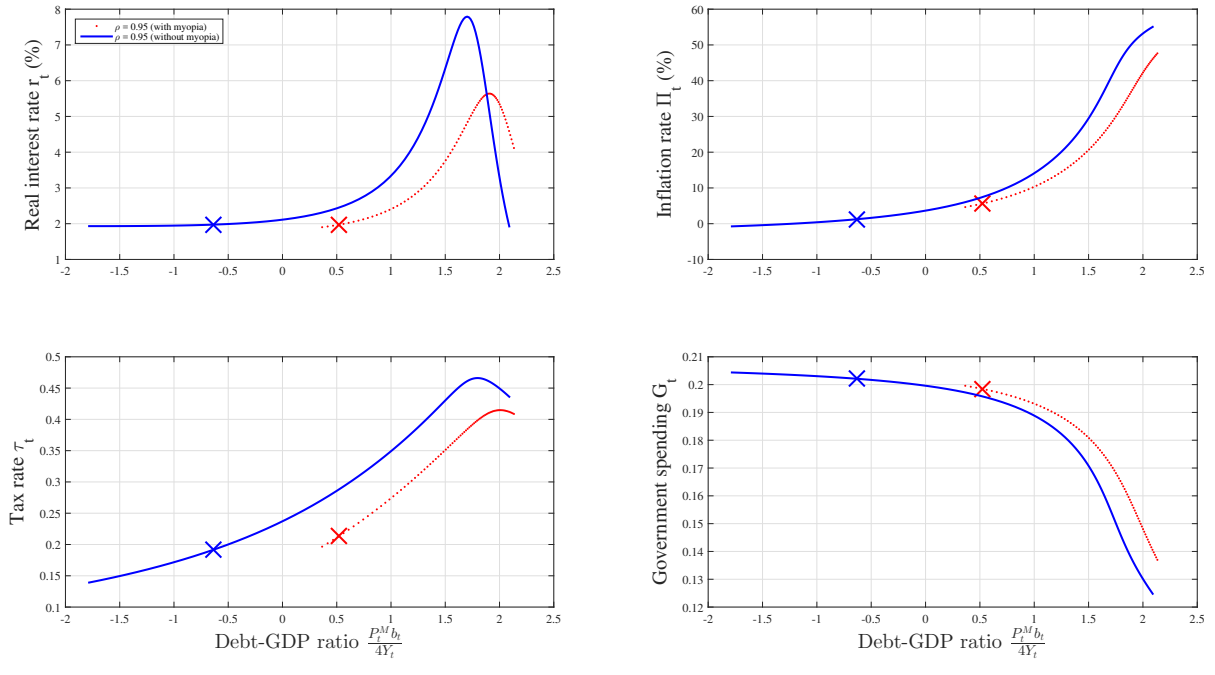 8
7
6
5
4
3
2
1
Real interest rate r_t (%)
ρ = 0.95 (with myopia)
ρ = 0.95 (without myopia)
-2 -1.5 -1 -0.5 0 0.5 1 1.5 2 2.5
60
50
40
30
20
10
0
-10
Inflation rate Π_t (%)
-2 -1.5 -1 -0.5 0 0.5 1 1.5 2 2.5
0.5
0.45
0.4
0.35
0.3
0.25
0.2
0.15
0.1
Tax rate τ_t
-2 -1.5 -1 -0.5 0 0.5 1 1.5 2 2.5
Debt-GDP ratio P_t^M b_t / 4Y_t
0.21
0.2
0.19
0.18
0.17
0.16
0.15
0.14
0.13
0.12
Government spending G_t
-2 -1.5 -1 -0.5 0 0.5 1 1.5 2 2.5
Debt-GDP ratio P_t^M b_t / 4Y_t